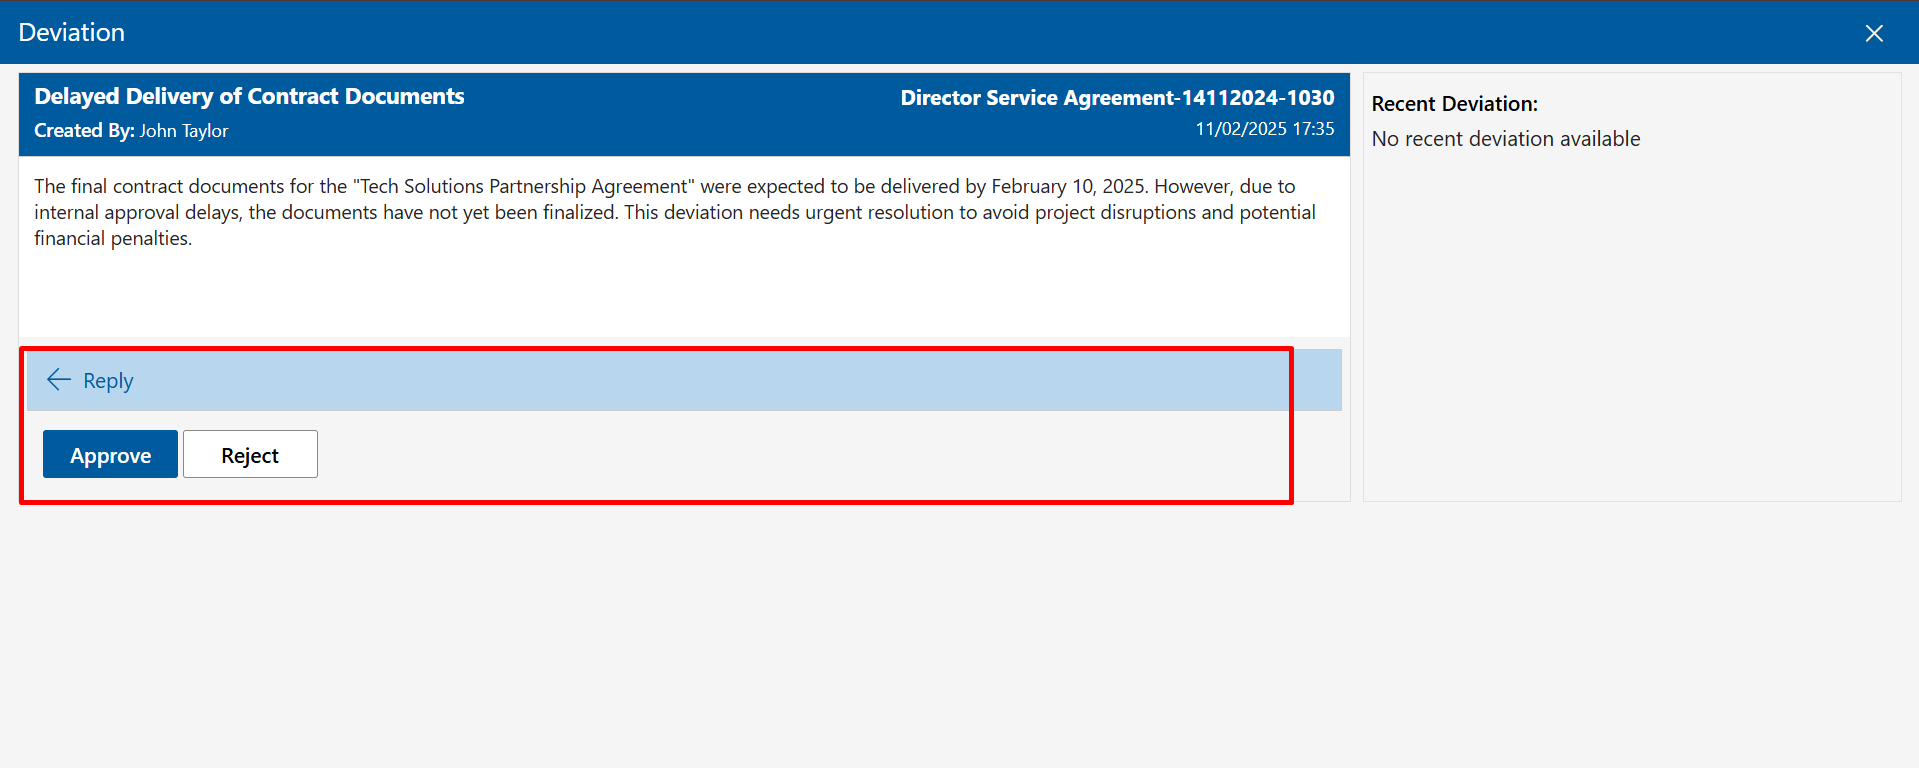 Deviation
Delayed Delivery of Contract Documents
Director Service Agreement-14112024-1030
Created By: John Taylor
11/02/2025 17:35
The final contract documents for the "Tech Solutions Partnership Agreement" were expected to be delivered by February 10, 2025. However, due to
internal approval delays, the documents have not yet been finalized. This deviation needs urgent resolution to avoid project disruptions and potential
financial penalties.
Reply
Approve
Reject
Recent Deviation:
No recent deviation available